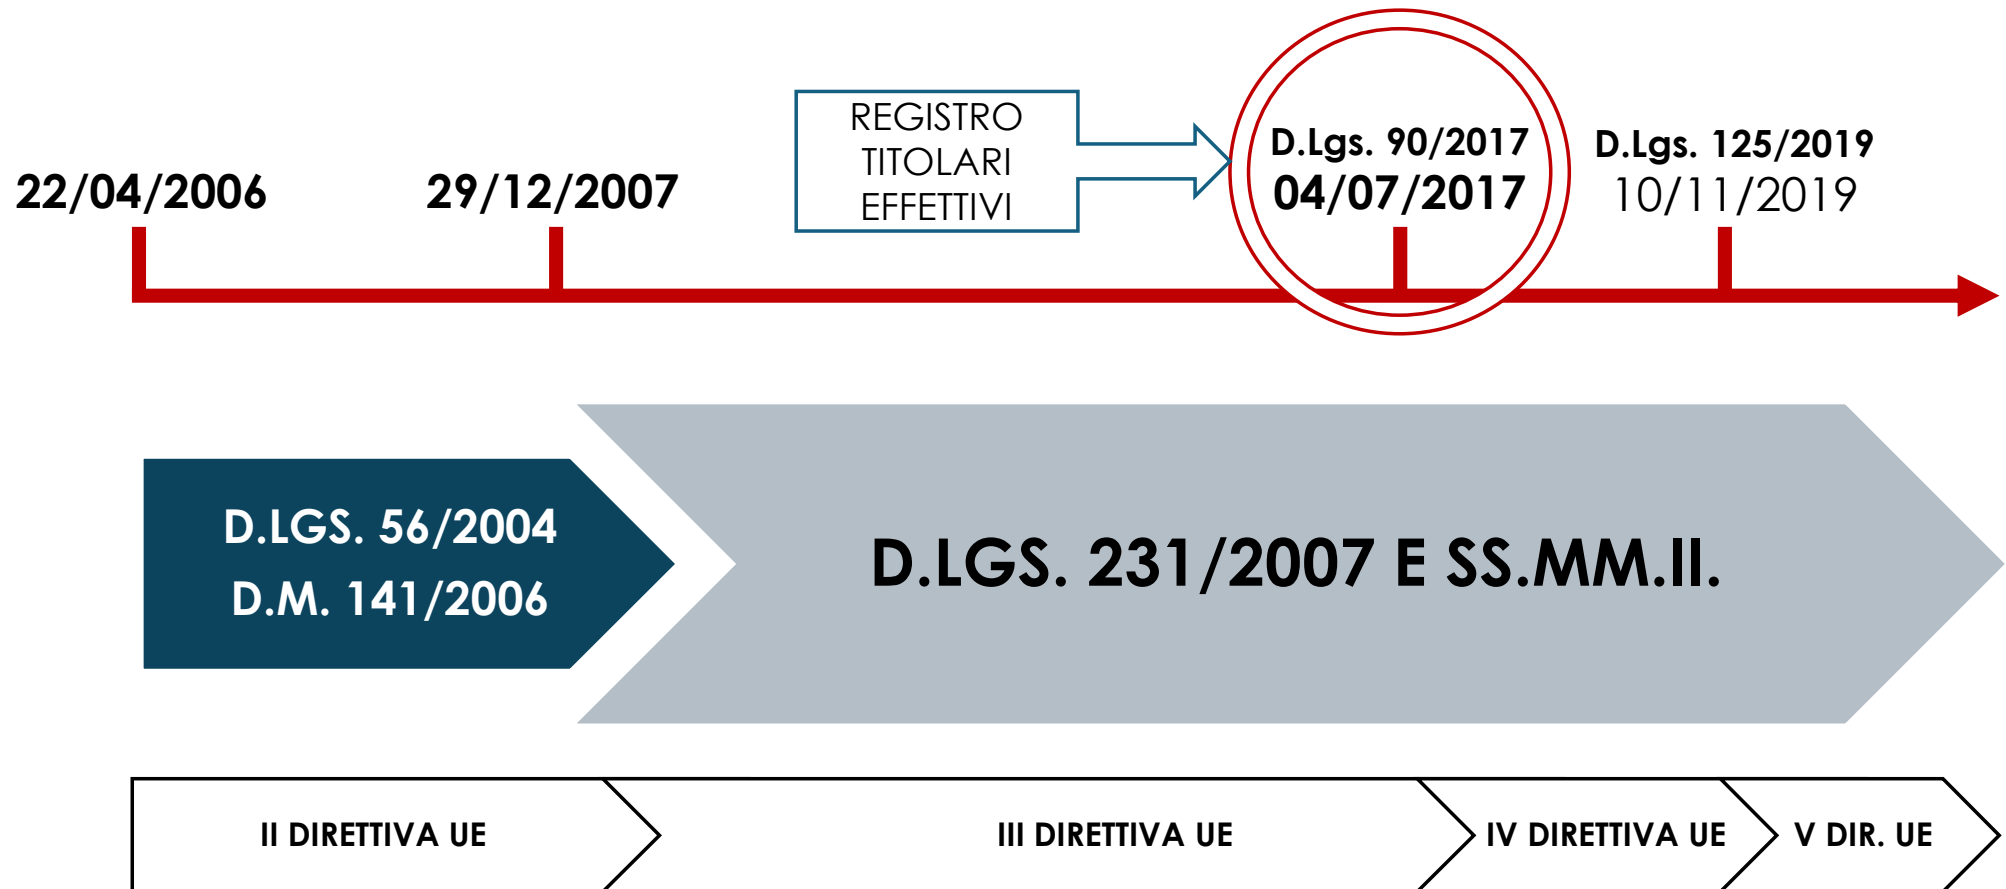 REGISTRO
TITOLARI
EFFETTIVI
22/04/2006
29/12/2007
D.Lgs. 90/2017
04/07/2017
D.Lgs. 125/2019
10/11/2019
D.LGS. 56/2004
D.M. 141/2006
D.LGS. 231/2007 E SS.MM.II.
II DIRETTIVA UE
III DIRETTIVA UE
IV DIRETTIVA UE
V DIR. UE